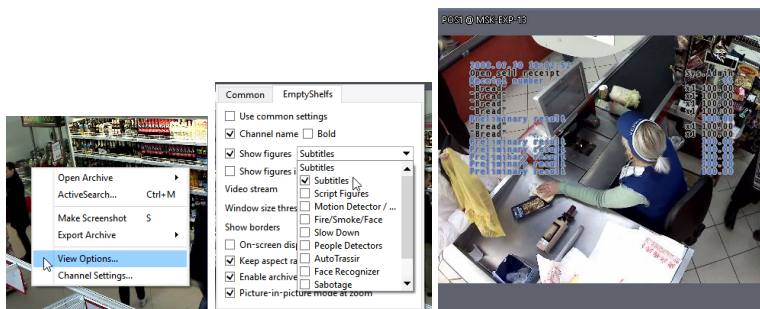 Open Archive
ActiveSearch... Ctrl+M
Make Screenshot S
Export Archive
View Options...
Channel Settings...
Common EmptyShelfs
Use common settings
Channel name Bold
Show figures Subtitles
Show figures i
Video stream
Window size thres
Show borders
On-screen disp
Keep aspect ra
Enable archive
Picture-in-picture mode at zoom
Subtitles
Subtitles
Script Figures
Motion Detector / ...
Fire/Smoke/Face
Slow Down
People Detectors
AutoTrassir
Face Recognizer
Sabotage
POS1 @ MSK-EXP-13
Open sell receipt Sys.Admin
Receipt number
-Bread-
-Bread-
-Bread-
Preliminary result
-Bread-
-Bread-
Preliminary result
Preliminary result
Preliminary result
Preliminary result